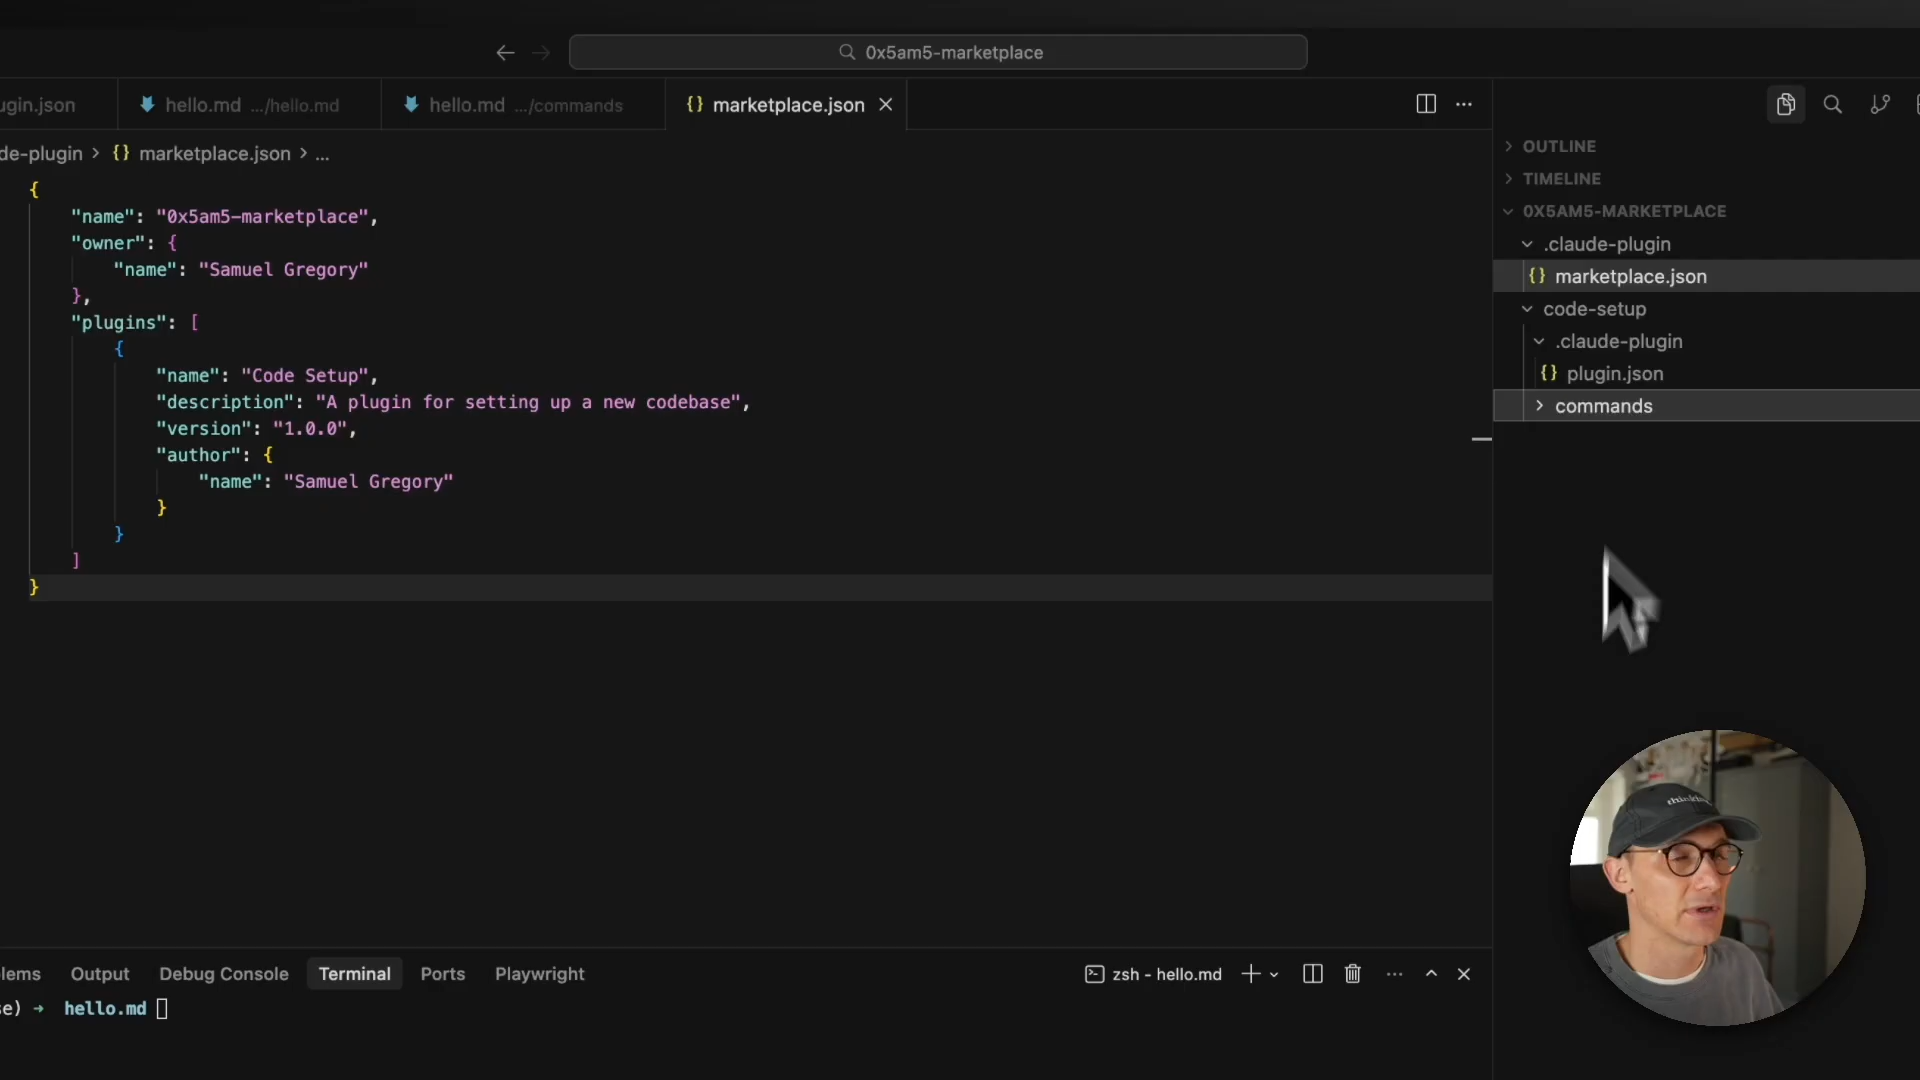 0x5am5-marketplace
ugin.json
hello.md .../hello.md
hello.md .../commands
{} marketplace.json
de-plugin > {} marketplace.json > ...
{
"name": "0x5am5-marketplace",
"owner": {
"name": "Samuel Gregory"
},
"plugins": [
{
"name": "Code Setup",
"description": "A plugin for setting up a new codebase",
"version": "1.0.0",
"author": {
"name": "Samuel Gregory"
}
}
]
}
OUTLINE
TIMELINE
0X5AM5-MARKETPLACE
.claude-plugin
{} marketplace.json
code-setup
.claude-plugin
{} plugin.json
commands
lems
Output
Debug Console
Terminal
Ports
Playwright
zsh - hello.md
se) → hello.md